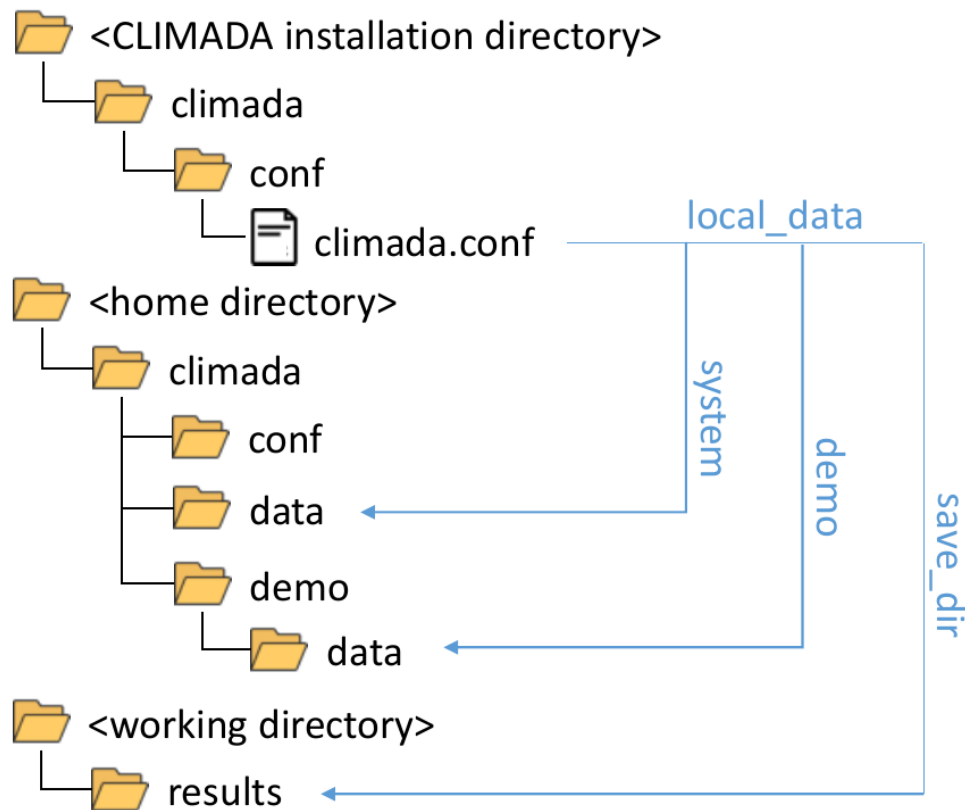 <CLIMADA installation directory>
climada
conf
local_data
climada.conf
<home directory>
climada
system
conf
demo
data
save_dir
demo
data
<working directory>
results